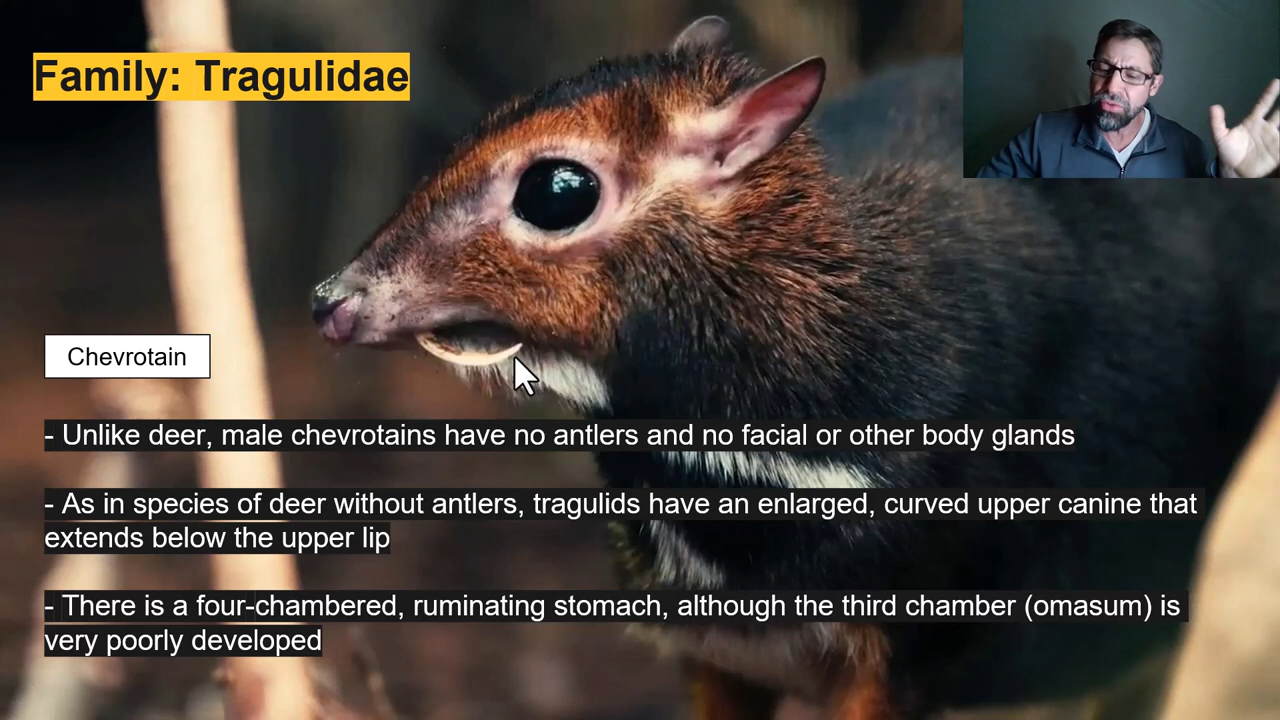 Family: Tragulidae
Chevrotain
- Unlike deer, male chevrotains have no antlers and no facial or other body glands
- As in species of deer without antlers, tragulids have an enlarged, curved upper canine that
extends below the upper lip
- There is a four-chambered, ruminating stomach, although the third chamber (omasum) is
very poorly developed